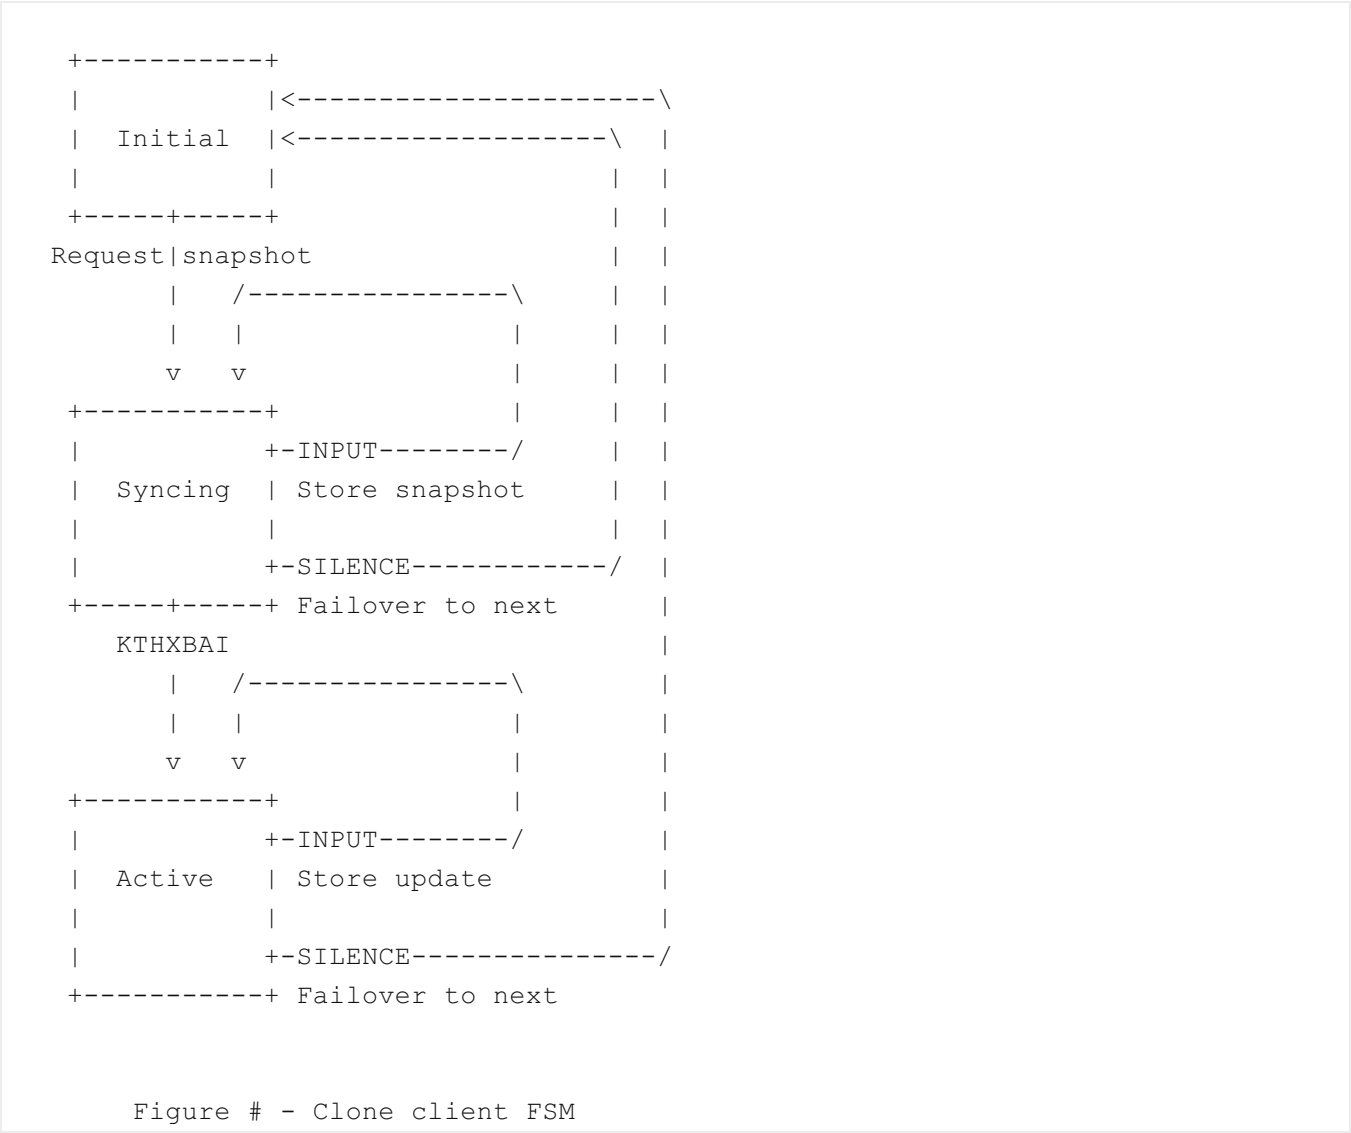 +-----------+
|           |<----------------------\
|  Initial  |<-------------------\  |
|           |                    |  |
+-----+-----+                    |  |
Request|snapshot                  |  |
|   /----------------\     |  |
|   |                |     |  |
v   v                |     |  |
+-----------+              |     |  |
|           +-INPUT--------/     |  |
|  Syncing  | Store snapshot     |  |
|           |                    |  |
|           +-SILENCE------------/  |
+-----+-----+ Failover to next      |
KTHXBAI                          |
|   /----------------\        |
|   |                |        |
v   v                |        |
+-----------+              |        |
|           +-INPUT--------/        |
|  Active   | Store update          |
|           |                       |
|           +-SILENCE---------------/
+-----------+ Failover to next
Figure # - Clone client FSM